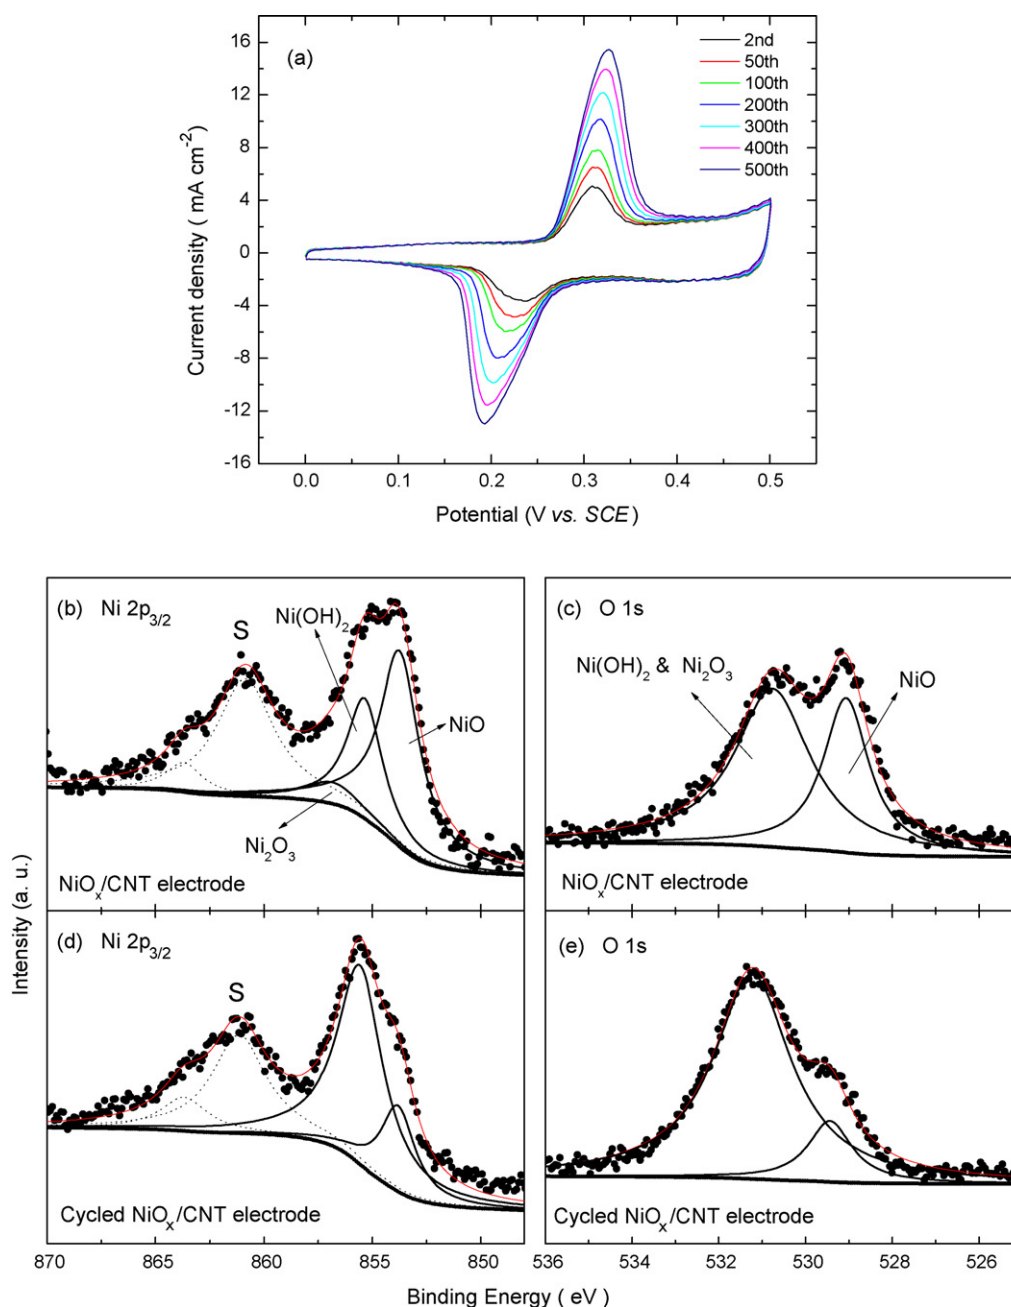 (a)
2nd
50th
100th
200th
300th
400th
500th
16
12
8
4
0
-4
-8
-12
-16
Current density ( mA cm⁻²)
0.0 0.1 0.2 0.3 0.4 0.5
Potential (V vs. SCE)
(b) Ni 2p₃/₂
S
Ni(OH)₂
NiO
Ni₂O₃
NiOₓ/CNT electrode
(c) O 1s
Ni(OH)₂ & Ni₂O₃
NiO
NiOₓ/CNT electrode
(d) Ni 2p₃/₂
S
Cycled NiOₓ/CNT electrode
(e) O 1s
Cycled NiOₓ/CNT electrode
Intensity (a. u.)
870 865 860 855 850 536 534 532 530 528 526
Binding Energy ( eV)